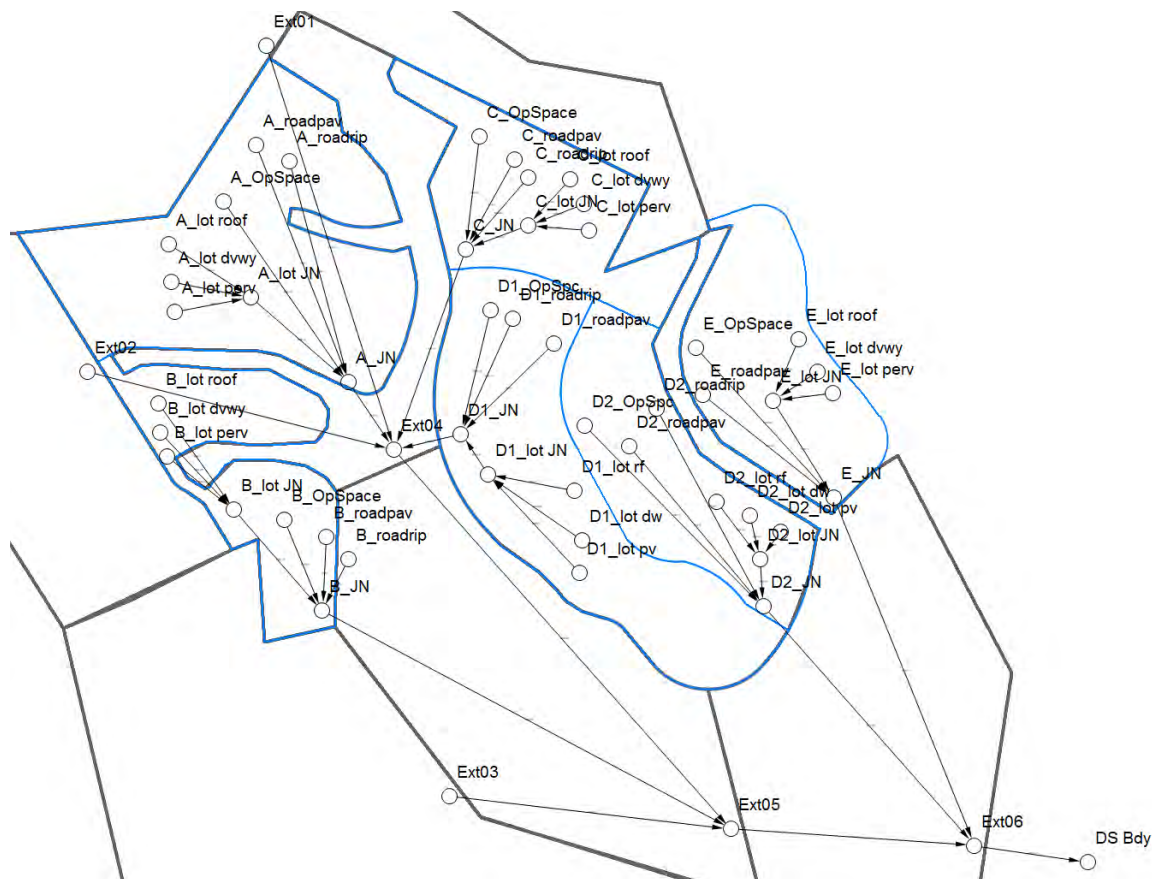 Ext01
A_roadpav
A_roadrip
A_OpSpace
A_lot roof
A_lot dvwy
A_lot JN
A_lot perv
C_OpSpace
C_roadpav
C_roadrip
C_lot roof
C_lot dvwy
C_lot JN
C_lot perv
C_JN
D1_OpSpc
D1_roadrip
D1_roadpav
E_OpSpace
E_lot roof
E_lot dvwy
E_roadpav
E_lot JN
E_lot perv
Ext02
A_JN
B_lot roof
B_lot dvwy
B_lot perv
D2_roadrip
D2_OpSpc
D2_roadpav
Ext04
D1_JN
D1_lot JN
D1_lot rf
D2_lot rf
D2_lot dw
D2_lot pv
E_JN
B_lot JN
B_OpSpace
B_roadpav
B_roadrip
D1_lot dw
D2_lot JN
D1_lot pv
B_JN
D2_JN
Ext03
Ext05
Ext06
DS Bdy